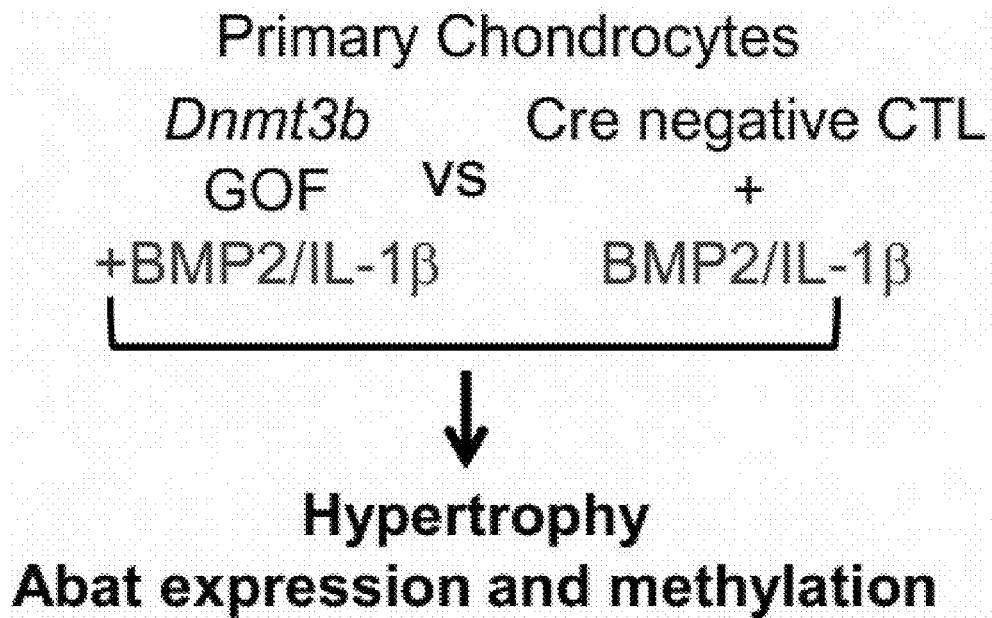 Primary Chondrocytes
Dnmt3b GOF +BMP2/IL-1β
vs
Cre negative CTL + BMP2/IL-1β
Hypertrophy
Abat expression and methylation